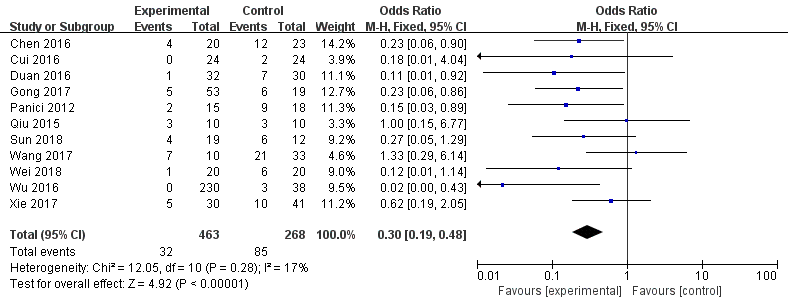 Experimental Control Odds Ratio Odds Ratio
Study or Subgroup Events Total Events Total Weight M-H, Fixed, 95% CI M-H, Fixed, 95% CI
Chen 2016 4 20 12 23 14.2% 0.23 [0.06, 0.90]
Cui 2016 0 24 2 24 3.9% 0.18 [0.01, 4.04]
Duan 2016 1 32 7 30 11.0% 0.11 [0.01, 0.92]
Gong 2017 5 53 6 19 12.7% 0.23 [0.06, 0.86]
Panici 2012 2 15 9 18 11.1% 0.15 [0.03, 0.89]
Qiu 2015 3 10 3 10 3.3% 1.00 [0.15, 6.77]
Sun 2018 4 19 6 12 9.2% 0.27 [0.05, 1.29]
Wang 2017 7 10 21 33 4.6% 1.33 [0.29, 6.14]
Wei 2018 1 20 6 20 9.0% 0.12 [0.01, 1.14]
Wu 2016 0 230 3 38 9.4% 0.02 [0.00, 0.43]
Xie 2017 5 30 10 41 11.2% 0.62 [0.19, 2.05]
Total (95% CI) 463 268 100.0% 0.30 [0.19, 0.48]
Total events 32 85
Heterogeneity: Chi² = 12.05, df = 10 (P = 0.28); I² = 17%
Test for overall effect: Z = 4.92 (P < 0.00001)
0.01 0.1 1 10 100
Favours [experimental] Favours [control]